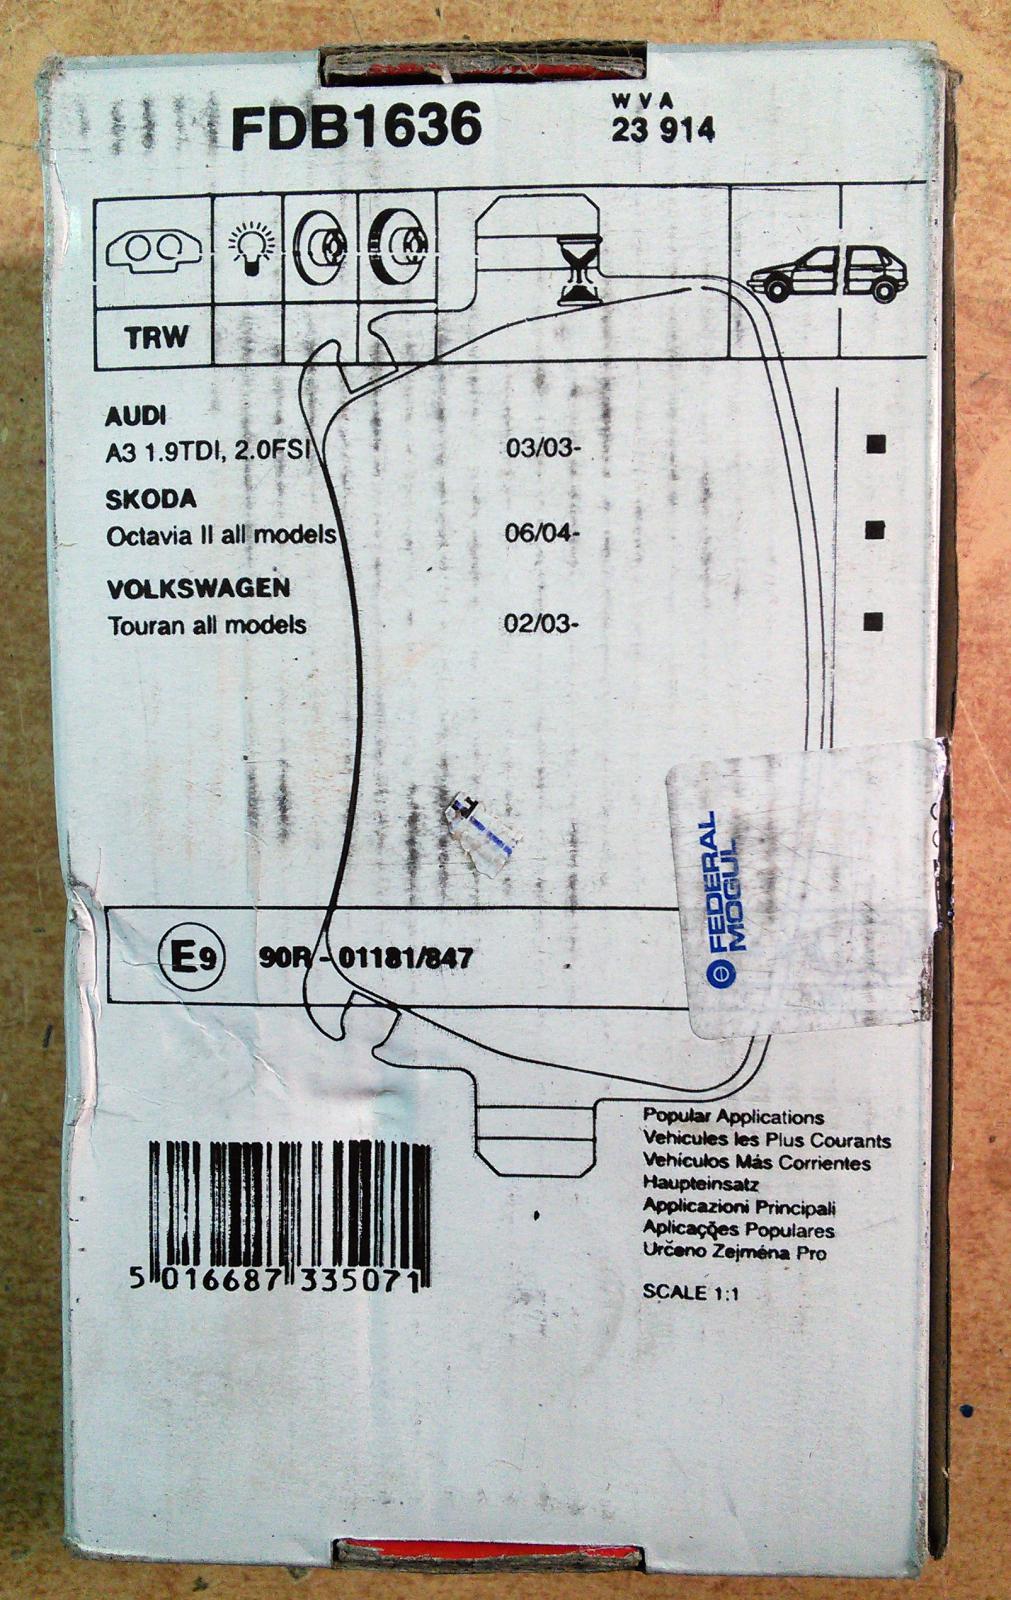 FDB1636
WVA
23 914
TRW
AUDI
A3 1.9TDI, 2.0FSI
03/03-
SKODA
Octavia II all models
06/04-
VOLKSWAGEN
Touran all models
02/03-
FEDERAL
MOGUL
E9
90R - 01181/847
Popular Applications
Vehicules les Plus Courants
Vehículos Más Corrientes
Haupteinsatz
Applicazioni Principali
Aplicações Populares
Určeno Zejména Pro
SCALE 1:1
5 016687 335071